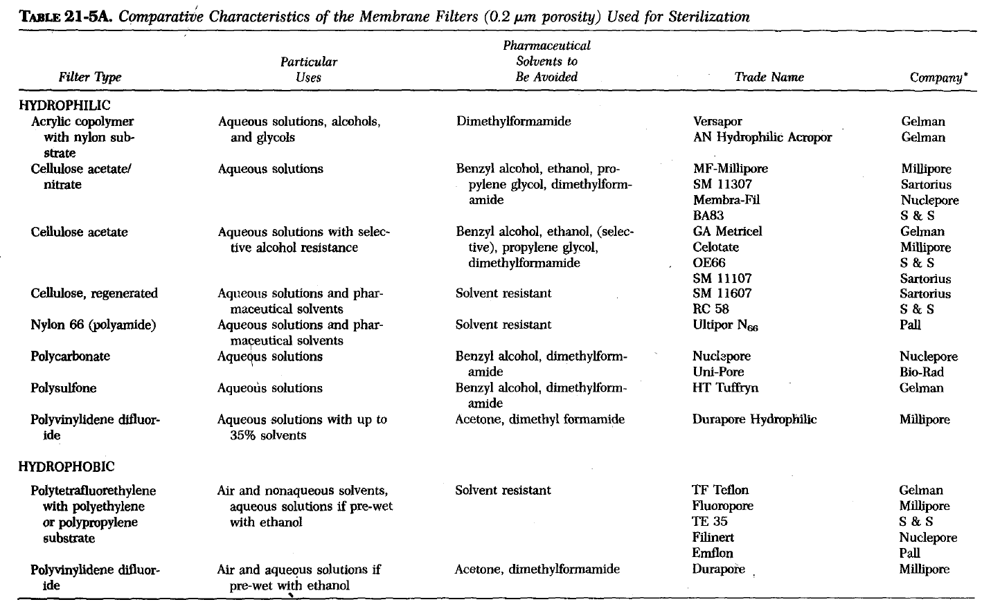 TABLE 21-5A. Comparative Characteristics of the Membrane Filters (0.2 μm porosity) Used for Sterilization
Pharmaceutical
Particular Solvents to
Filter Type Uses Be Avoided Trade Name Company*
HYDROPHILIC
Acrylic copolymer Aqueous solutions, alcohols, Dimethylformamide Versapor Gelman
with nylon sub- and glycols AN Hydrophilic Acropor Gelman
strate
Cellulose acetate/ Aqueous solutions Benzyl alcohol, ethanol, pro- MF-Millipore Millipore
nitrate pylene glycol, dimethylform- SM 11307 Sartorius
amide Membra-Fil Nuclepore
BA83 S & S
Cellulose acetate Aqueous solutions with selec- Benzyl alcohol, ethanol, (selec- GA Metricel Gelman
tive alcohol resistance tive), propylene glycol, Celotate Millipore
dimethylformamide OE66 S & S
SM 11107 Sartorius
Cellulose, regenerated Aqueous solutions and phar- Solvent resistant SM 11607 Sartorius
maceutical solvents RC 58 S & S
Nylon 66 (polyamide) Aqueous solutions and phar- Solvent resistant Ultipor N66 Pall
maceutical solvents
Polycarbonate Aqueous solutions Benzyl alcohol, dimethylform- Nuclepore Nuclepore
amide Uni-Pore Bio-Rad
Polysulfone Aqueous solutions Benzyl alcohol, dimethylform- HT Tuffryn Gelman
amide
Polyvinylidene difluor- Aqueous solutions with up to Acetone, dimethyl formamide Durapore Hydrophilic Millipore
ide 35% solvents
HYDROPHOBIC
Polytetrafluorethylene Air and nonaqueous solvents, Solvent resistant TF Teflon Gelman
with polyethylene aqueous solutions if pre-wet Fluoropore Millipore
or polypropylene with ethanol TE 35 S & S
substrate Filinert Nuclepore
Emflon Pall
Polyvinylidene difluor- Air and aqueous solutions if Acetone, dimethylformamide Durapore Millipore
ide pre-wet with ethanol